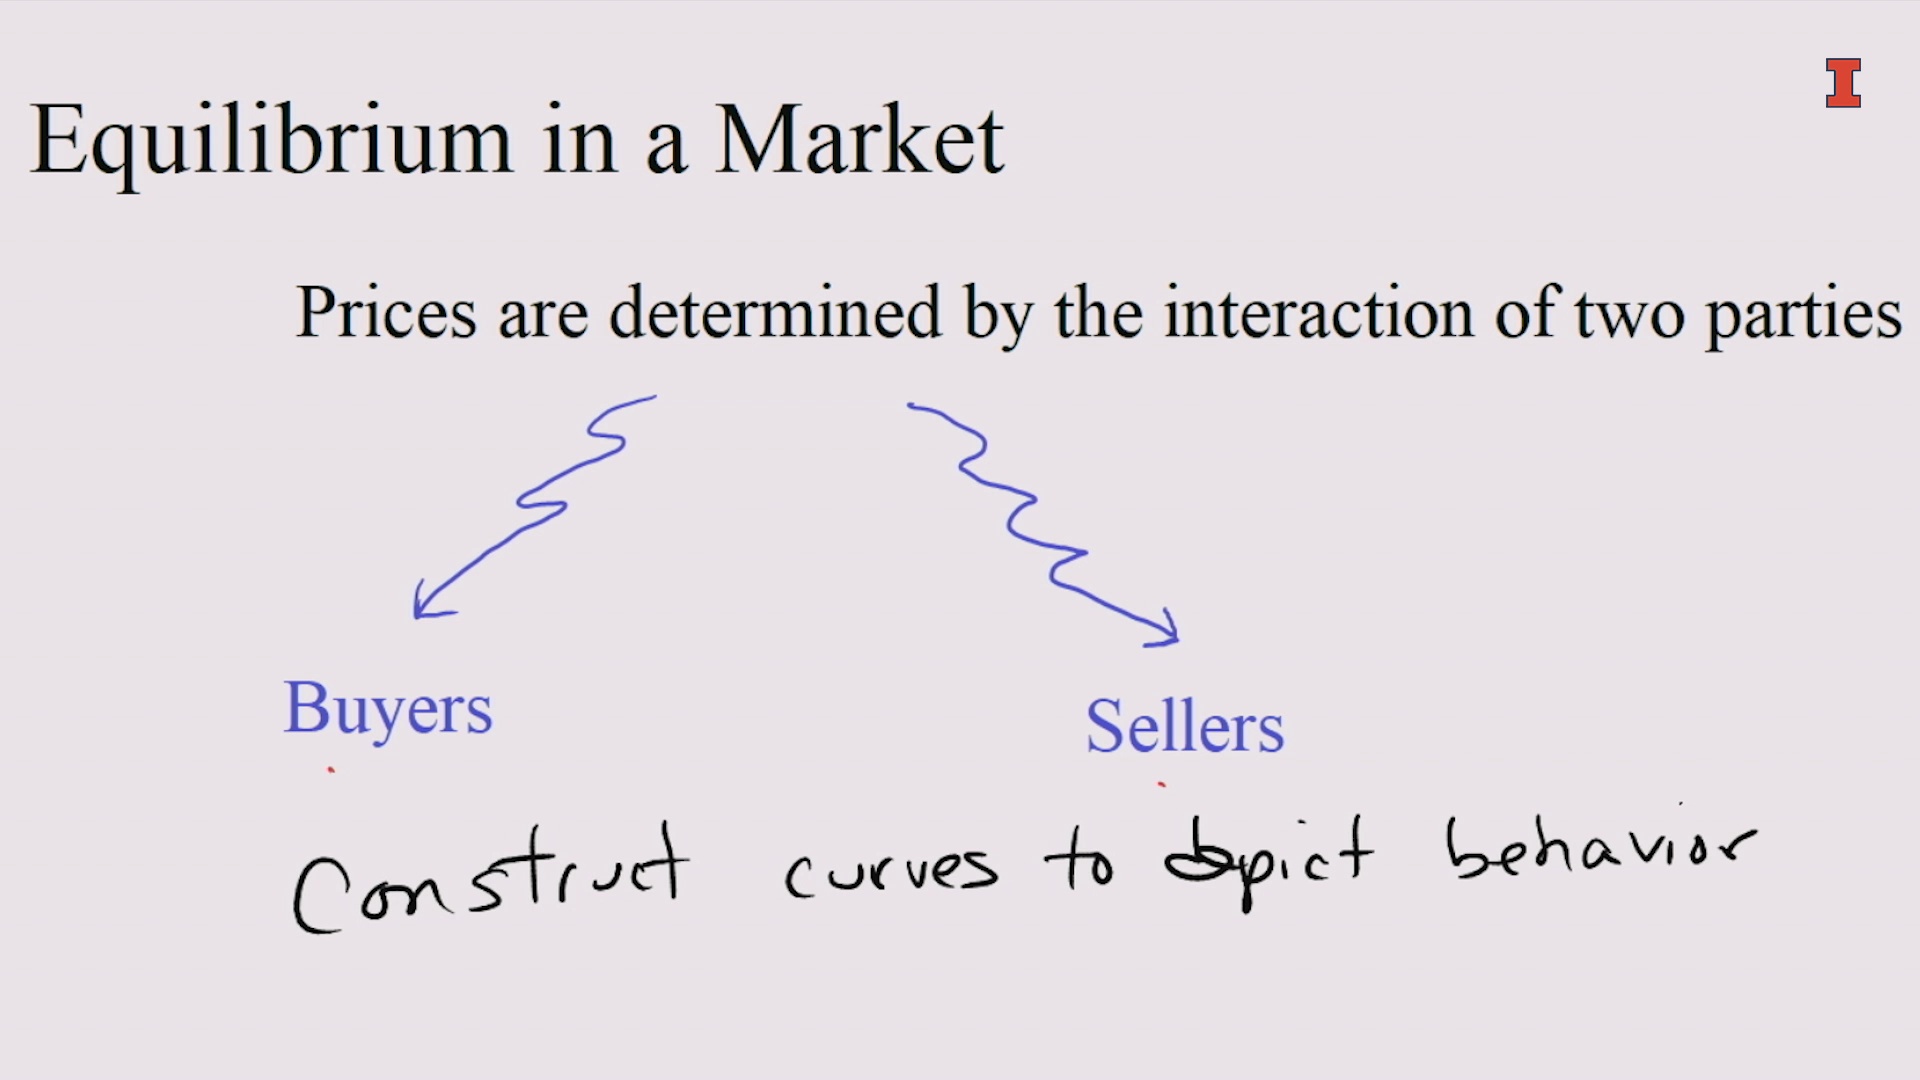 I
Equilibrium in a Market
Prices are determined by the interaction of two parties
Buyers
Sellers
Construct curves to depict behavior